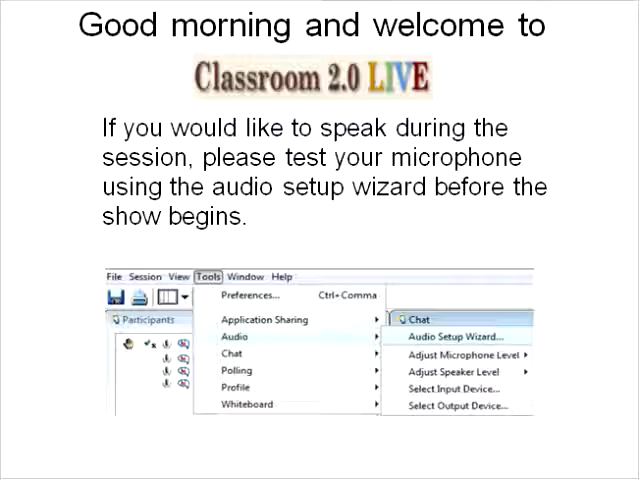 Good morning and welcome to
Classroom 2.0 LIVE
If you would like to speak during the
session, please test your microphone
using the audio setup wizard before the
show begins.
File Session View Tools Window Help
Preferences... Ctrl+Comma
Participants
Application Sharing
Chat
Audio
Audio Setup Wizard...
Chat
Adjust Microphone Level
Polling
Adjust Speaker Level
Profile
Select Input Device...
Whiteboard
Select Output Device...